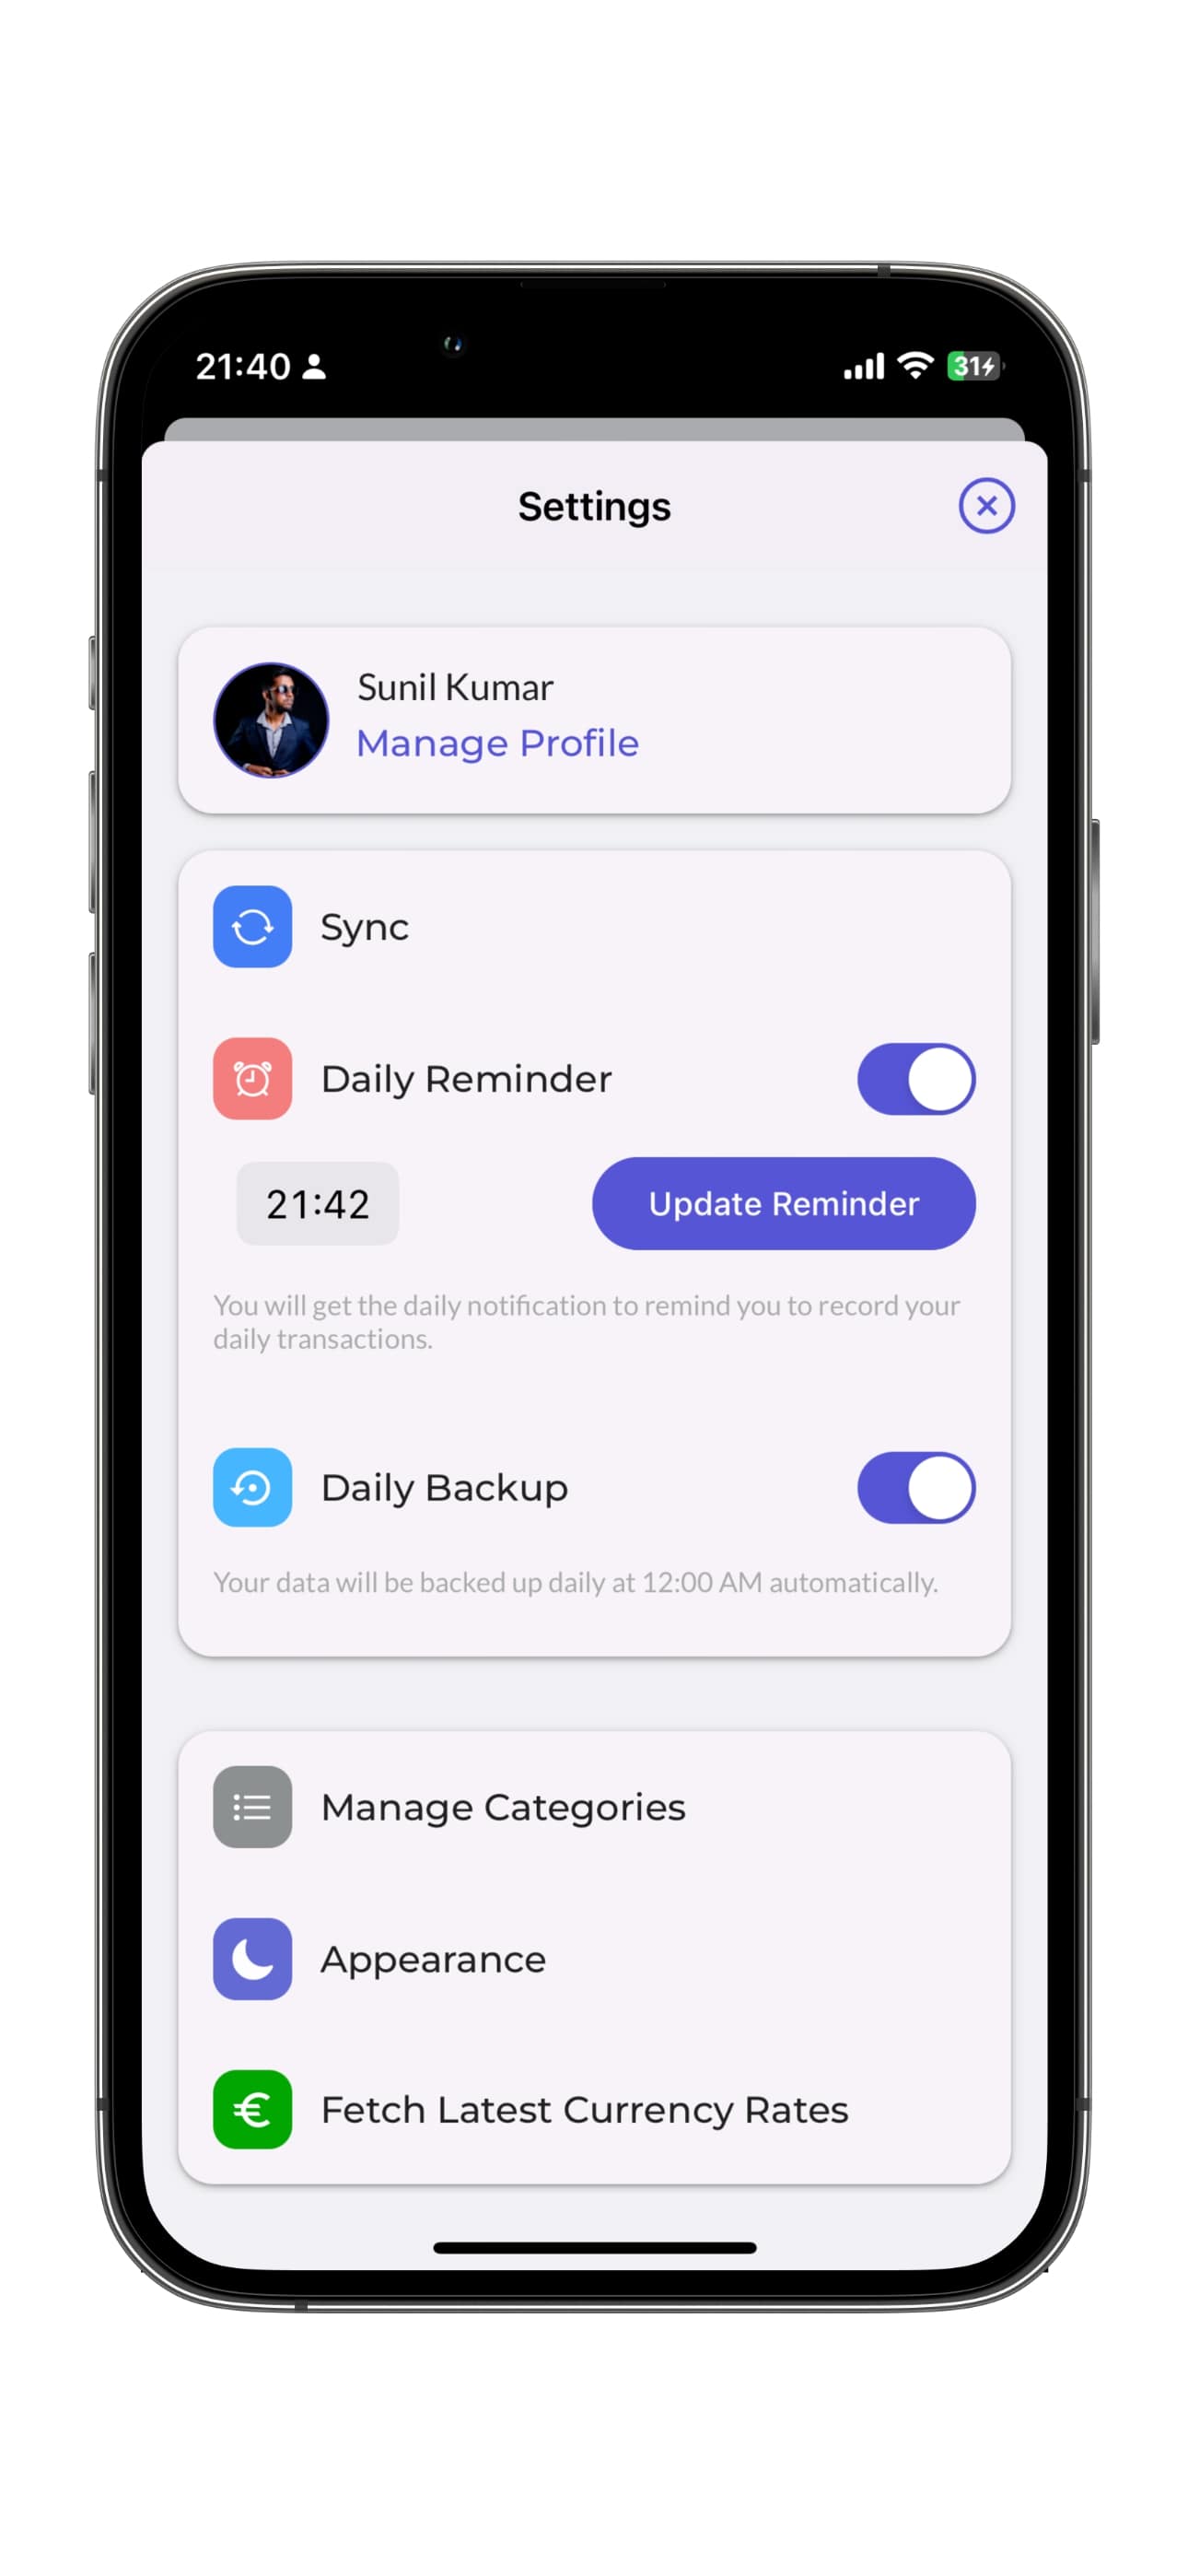 21:40
31
Settings
Sunil Kumar
Manage Profile
Sync
Daily Reminder
21:42
Update Reminder
You will get the daily notification to remind you to record your
daily transactions.
Daily Backup
Your data will be backed up daily at 12:00 AM automatically.
Manage Categories
Appearance
€
Fetch Latest Currency Rates